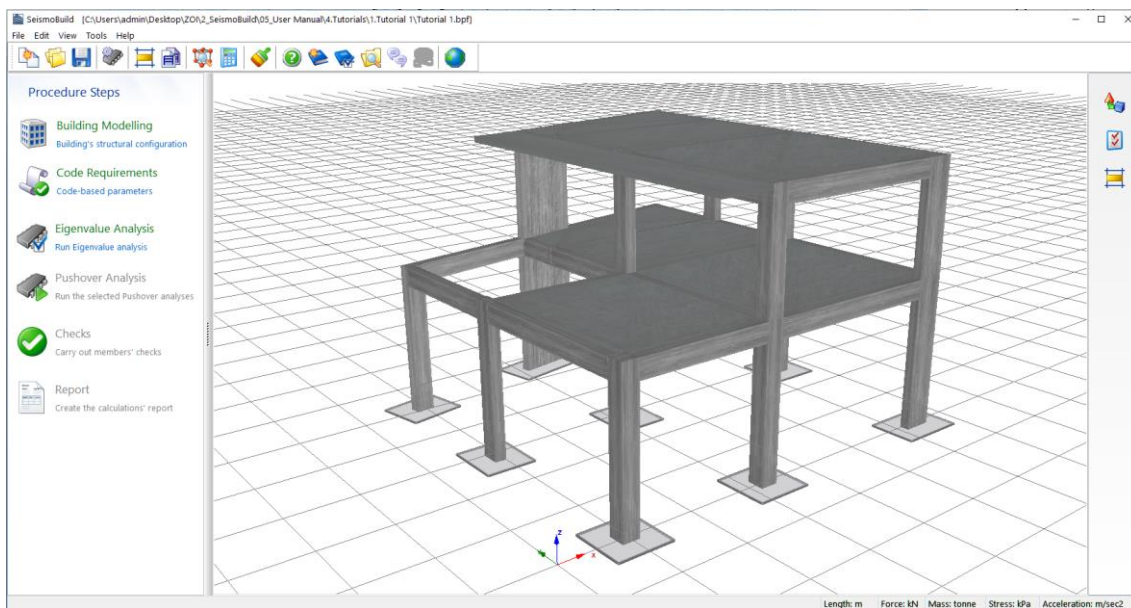 SeismoBuild [C:\Users\admin\Desktop\ZOI\2_SeismoBuild\05_User Manual\4.Tutorials\1.Tutorial 1\Tutorial 1.bpf]
File Edit View Tools Help
Procedure Steps
Building Modelling
Building's structural configuration
Code Requirements
Code-based parameters
Eigenvalue Analysis
Run Eigenvalue analysis
Pushover Analysis
Run the selected Pushover analyses
Checks
Carry out members' checks
Report
Create the calculations' report
z
x
Length: m Force: kN Mass: tonne Stress: kPa Acceleration: m/sec2